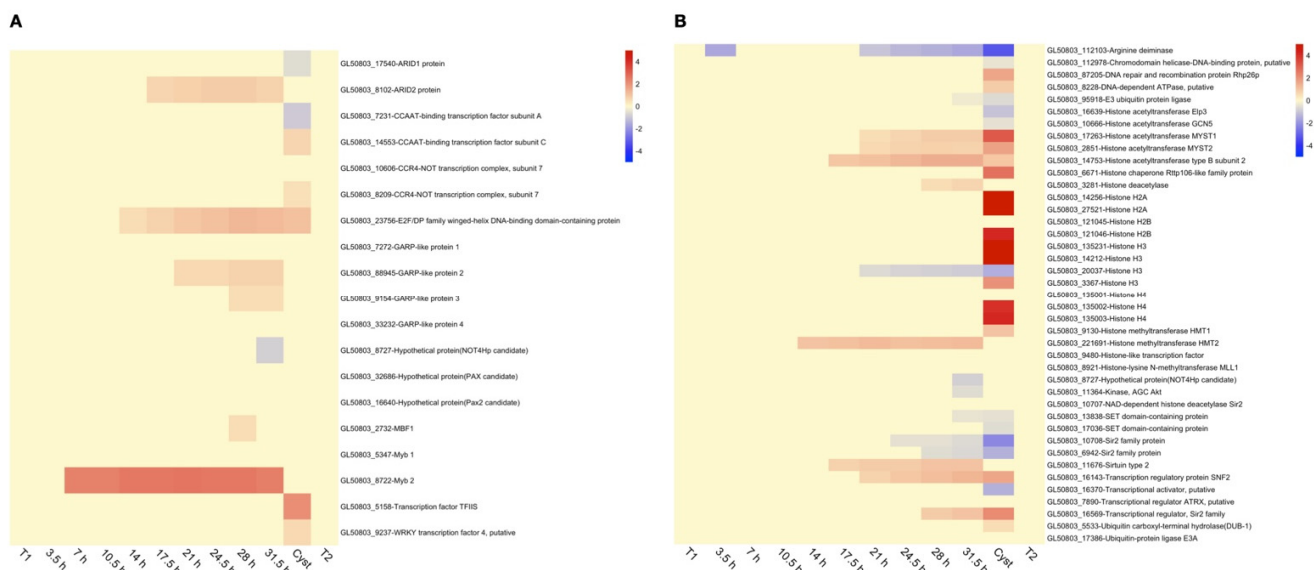 A
4
2
0
-2
-4
GL50803_17540-ARID1 protein
GL50803_8102-ARID2 protein
GL50803_7231-CCAAT-binding transcription factor subunit A
GL50803_14553-CCAAT-binding transcription factor subunit C
GL50803_10606-CCR4-NOT transcription complex, subunit 7
GL50803_8209-CCR4-NOT transcription complex, subunit 7
GL50803_23756-E2F/DP family winged-helix DNA-binding domain-containing protein
GL50803_7272-GARP-like protein 1
GL50803_88945-GARP-like protein 2
GL50803_9154-GARP-like protein 3
GL50803_33232-GARP-like protein 4
GL50803_8727-Hypothetical protein(NOT4Hp candidate)
GL50803_32686-Hypothetical protein(PAX candidate)
GL50803_16640-Hypothetical protein(Pax2 candidate)
GL50803_2732-MBF1
GL50803_5347-Myb 1
GL50803_8722-Myb 2
GL50803_5158-Transcription factor TFIIS
GL50803_9237-WRKY transcription factor 4, putative
T1 3.5 h 7 h 10.5 h 14 h 17.5 h 21 h 24.5 h 28 h 31.5 h Cyst T2
B
4
2
0
-2
-4
GL50803_112103-Arginine deiminase
GL50803_112978-Chromodomain helicase-DNA-binding protein, putative
GL50803_87205-DNA repair and recombination protein Rhp26p
GL50803_8228-DNA-dependent ATPase, putative
GL50803_95918-E3 ubiquitin protein ligase
GL50803_16639-Histone acetyltransferase Elp3
GL50803_10666-Histone acetyltransferase GCN5
GL50803_17263-Histone acetyltransferase MYST1
GL50803_2851-Histone acetyltransferase MYST2
GL50803_14753-Histone acetyltransferase type B subunit 2
GL50803_6671-Histone chaperone Rttp106-like family protein
GL50803_3281-Histone deacetylase
GL50803_14256-Histone H2A
GL50803_27521-Histone H2A
GL50803_121045-Histone H2B
GL50803_121046-Histone H2B
GL50803_135231-Histone H3
GL50803_14212-Histone H3
GL50803_20037-Histone H3
GL50803_3367-Histone H3
GL50803_135001-Histone H4
GL50803_135002-Histone H4
GL50803_135003-Histone H4
GL50803_9130-Histone methyltransferase HMT1
GL50803_221691-Histone methyltransferase HMT2
GL50803_9480-Histone-like transcription factor
GL50803_8921-Histone-lysine N-methyltransferase MLL1
GL50803_8727-Hypothetical protein(NOT4Hp candidate)
GL50803_11364-Kinase, AGC Akt
GL50803_10707-NAD-dependent histone deacetylase Sir2
GL50803_13838-SET domain-containing protein
GL50803_17036-SET domain-containing protein
GL50803_10708-Sir2 family protein
GL50803_6942-Sir2 family protein
GL50803_11676-Sirtuin type 2
GL50803_16143-Transcription regulatory protein SNF2
GL50803_16370-Transcriptional activator, putative
GL50803_7890-Transcriptional regulator ATRX, putative
GL50803_16569-Transcriptional regulator, Sir2 family
GL50803_5533-Ubiquitin carboxyl-terminal hydrolase(DUB-1)
GL50803_17386-Ubiquitin-protein ligase E3A
T1 3.5 h 7 h 10.5 h 14 h 17.5 h 21 h 24.5 h 28 h 31.5 h Cyst T2